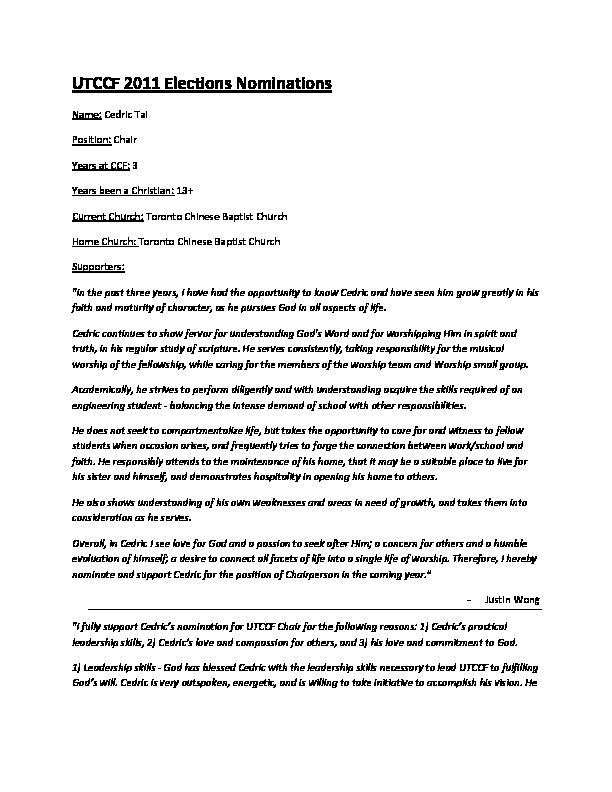 UTCCF 2011 Elections Nominations
Name: Cedric Tai
Position: Chair
Years at CCF: 3
Years been a Christian: 13+
Current Church: Toronto Chinese Baptist Church
Home Church: Toronto Chinese Baptist Church
Supporters:
"In the past three years, I have had the opportunity to know Cedric and have seen him grow greatly in his
faith and maturity of character, as he pursues God in all aspects of life.
Cedric continues to show fervor for understanding God's Word and for worshipping Him in spirit and
truth, in his regular study of scripture. He serves consistently, taking responsibility for the musical
worship of the fellowship, while caring for the members of the Worship team and Worship small group.
Academically, he strives to perform diligently and with understanding acquire the skills required of an
engineering student - balancing the intense demand of school with other responsibilities.
He does not seek to compartmentalize life, but takes the opportunity to care for and witness to fellow
students when occasion arises, and frequently tries to forge the connection between work/school and
faith. He responsibly attends to the maintenance of his home, that it may be a suitable place to live for
his sister and himself, and demonstrates hospitality in opening his home to others.
He also shows understanding of his own weaknesses and areas in need of growth, and takes them into
consideration as he serves.
Overall, in Cedric I see love for God and a passion to seek after Him; a concern for others and a humble
evaluation of himself; a desire to connect all facets of life into a single life of worship. Therefore, I hereby
nominate and support Cedric for the position of Chairperson in the coming year."
- Justin Wong
"I fully support Cedric's nomination for UTCCF Chair for the following reasons: 1) Cedric's practical
leadership skills, 2) Cedric's love and compassion for others, and 3) his love and commitment to God.
1) Leadership skills - God has blessed Cedric with the leadership skills necessary to lead UTCCF to fulfilling
God's will. Cedric is very outspoken, energetic, and is willing to take initiative to accomplish his vision. He